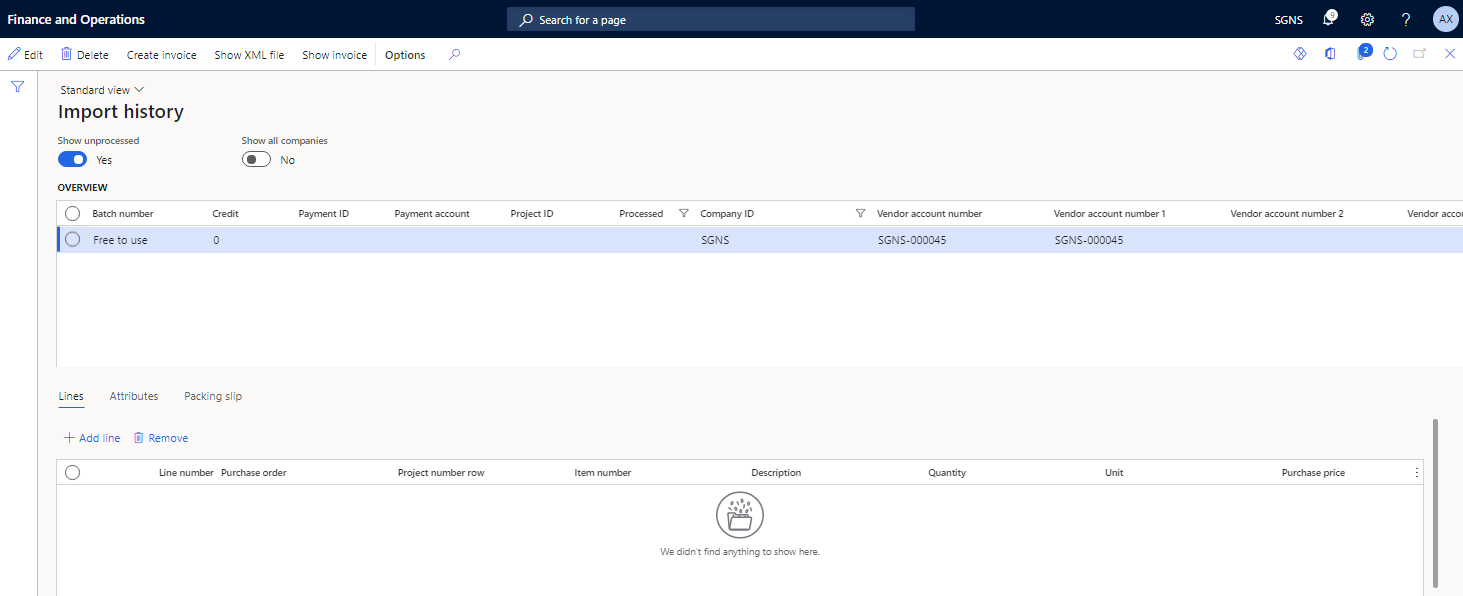 Finance and Operations
Search for a page
SGNS
9
?
AX
Edit
Delete
Create invoice
Show XML file
Show invoice
Options
2
Standard view
Import history
Show unprocessed
Show all companies
Yes
No
OVERVIEW
Batch number Credit Payment ID Payment account Project ID Processed Company ID Vendor account number Vendor account number 1 Vendor account number 2 Vendor accou
Free to use 0 SGNS SGNS-000045 SGNS-000045
Lines Attributes Packing slip
+ Add line Remove
Line number Purchase order Project number row Item number Description Quantity Unit Purchase price
We didn't find anything to show here.